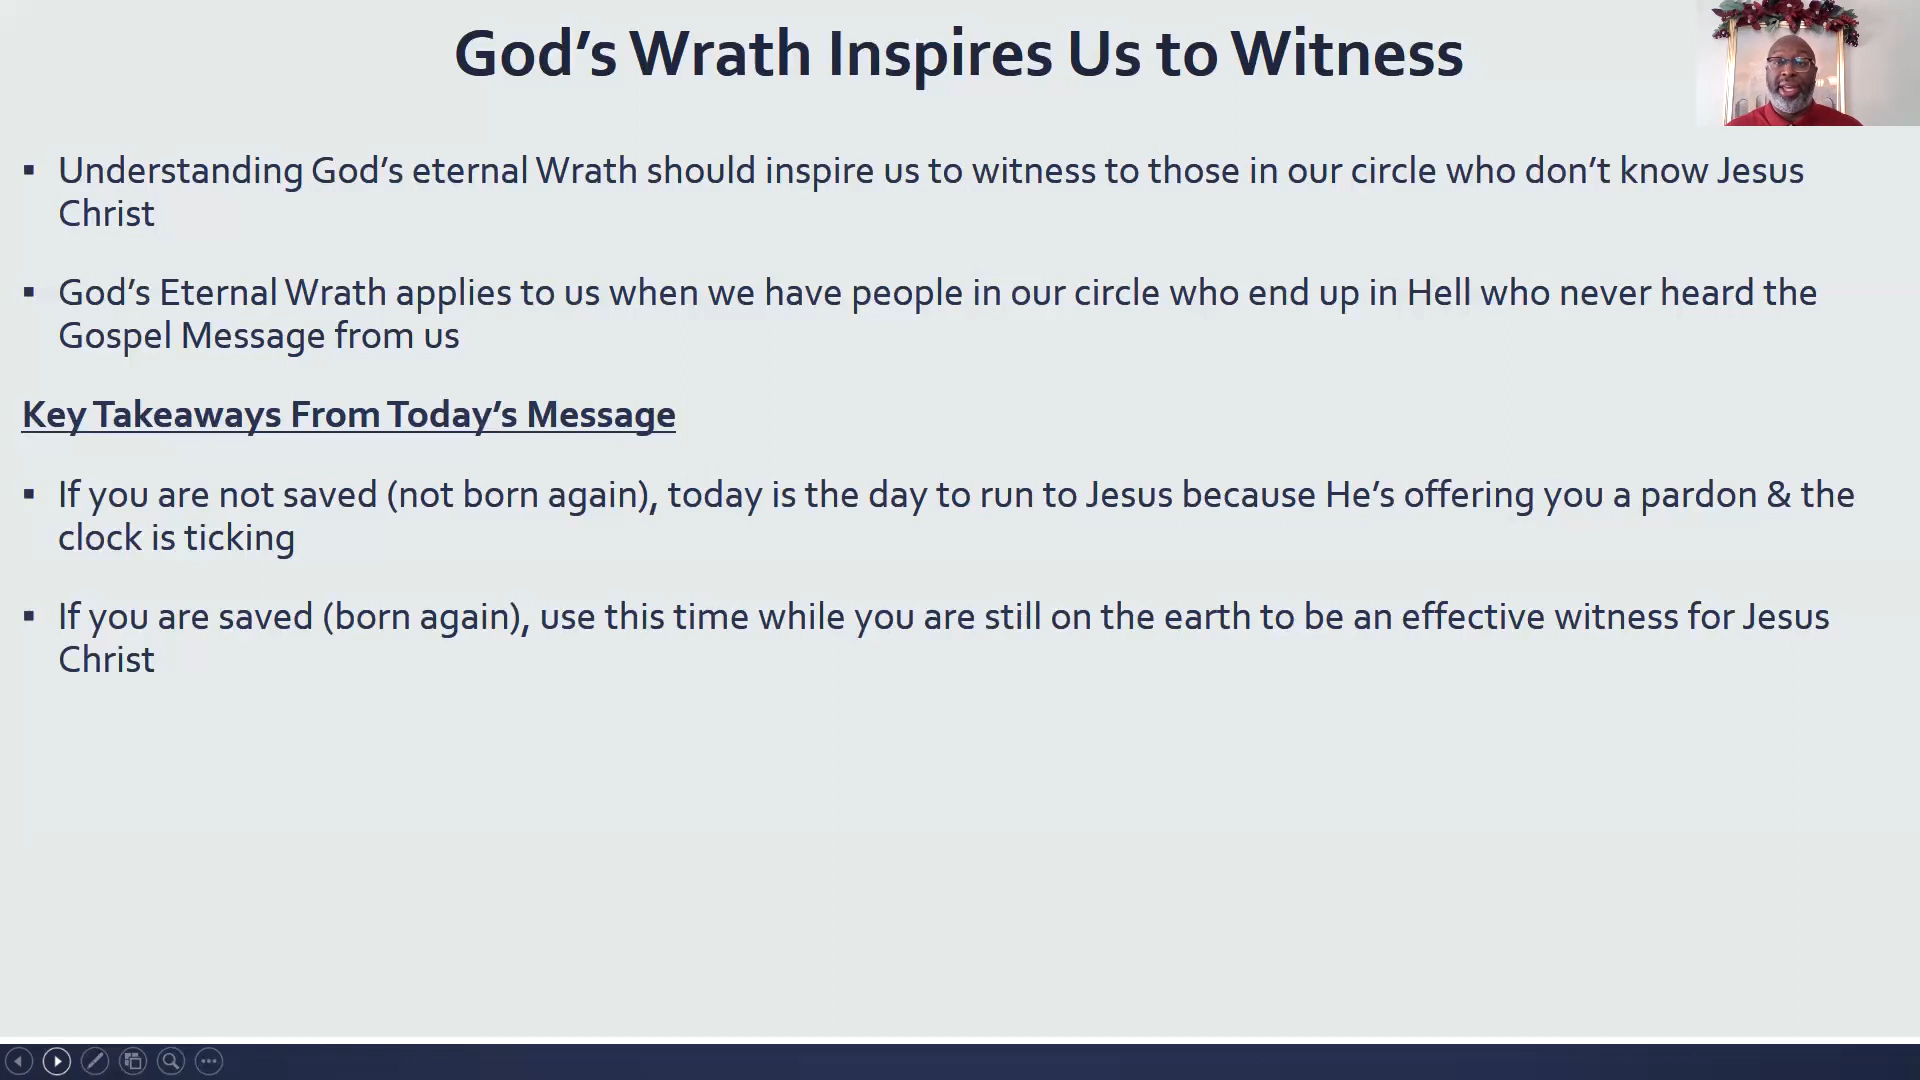 God’s Wrath Inspires Us to Witness
▪ Understanding God’s eternal Wrath should inspire us to witness to those in our circle who don’t know Jesus
Christ
▪ God’s Eternal Wrath applies to us when we have people in our circle who end up in Hell who never heard the
Gospel Message from us
Key Takeaways From Today’s Message
▪ If you are not saved (not born again), today is the day to run to Jesus because He’s offering you a pardon & the
clock is ticking
▪ If you are saved (born again), use this time while you are still on the earth to be an effective witness for Jesus
Christ